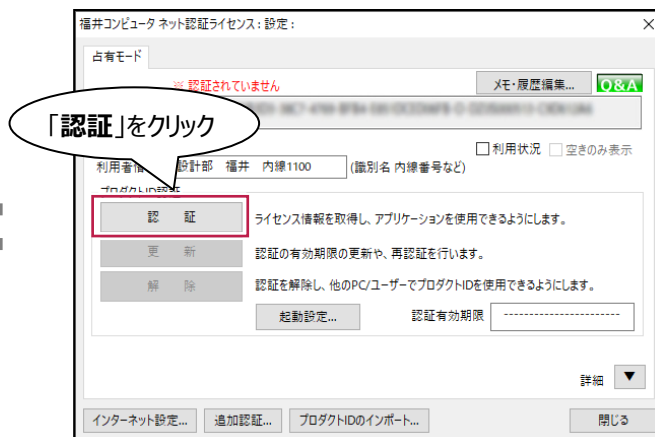 福井コンピュータ ネット認証ライセンス : 設定 :
占有モード
※ 認証されていません
メモ・履歴編集...
Q&A
「認証」をクリック
利用状況
空きのみ表示
設計部 福井 内線1100
(識別名 内線番号など)
プロダクトID認証
認 証
ライセンス情報を取得し、アプリケーションを使用できるようにします。
更 新
認証の有効期限の更新や、再認証を行います。
解 除
認証を解除し、他のPC/ユーザーでプロダクトIDを使用できるようにします。
起動設定...
認証有効期限
-----------------------
詳細 ▼
インターネット設定...
追加認証...
プロダクトIDのインポート...
閉じる